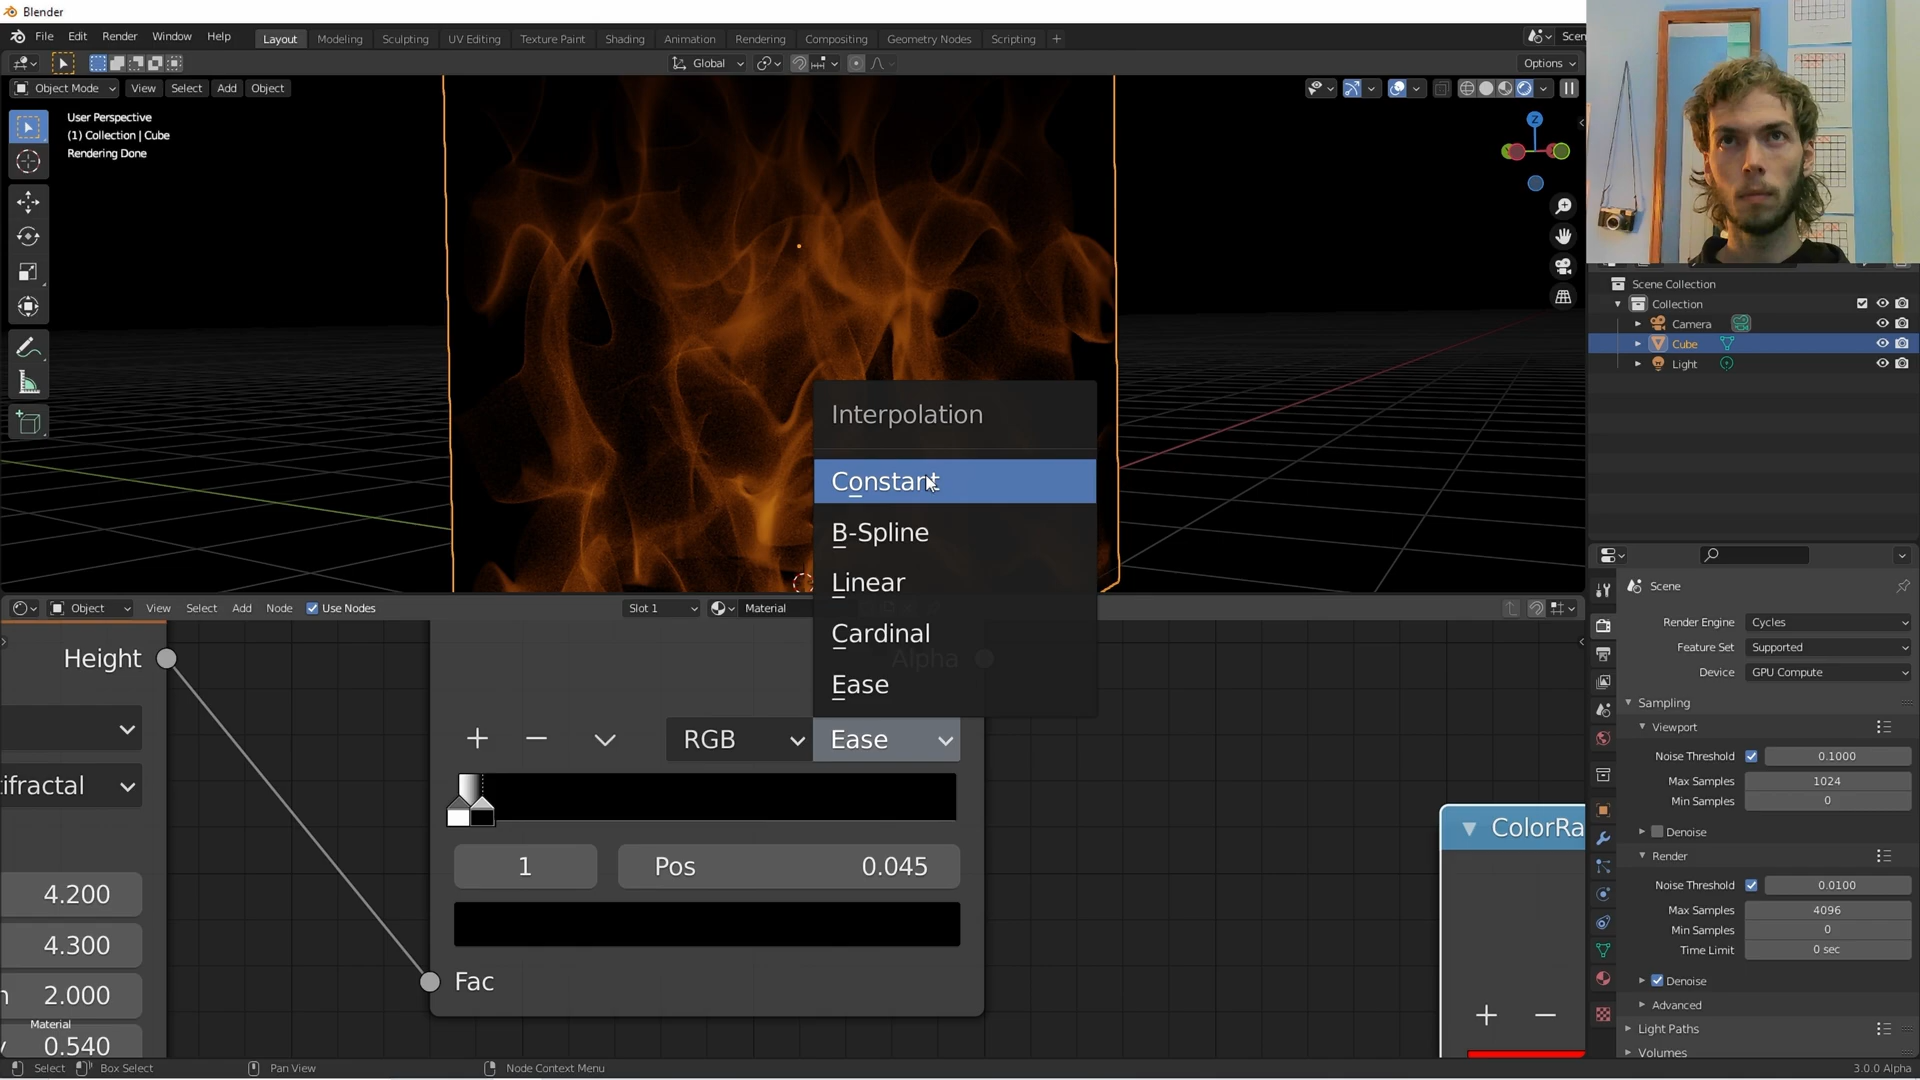 Blender
File Edit Render Window Help
Layout Modeling Sculpting UV Editing Texture Paint Shading Animation Rendering Compositing Geometry Nodes Scripting +
Scen
Global
Options
Object Mode View Select Add Object
User Perspective
(1) Collection | Cube
Rendering Done
Z
Scene Collection
Collection
Camera
Cube
Light
Interpolation
Constant
B-Spline
Linear
Cardinal
Ease
Object View Select Add Node Use Nodes Slot 1 Material
Height
Alpha
RGB Ease
ifractal
1 Pos 0.045
4.200
4.300
2.000
0.540
Material
Fac
ColorRa
Scene
Render Engine Cycles
Feature Set Supported
Device GPU Compute
Sampling
Viewport
Noise Threshold 0.1000
Max Samples 1024
Min Samples 0
Denoise
Render
Noise Threshold 0.0100
Max Samples 4096
Min Samples 0
Time Limit 0 sec
Denoise
Advanced
Light Paths
Volumes
Select Box Select Pan View Node Context Menu 3.0.0 Alpha